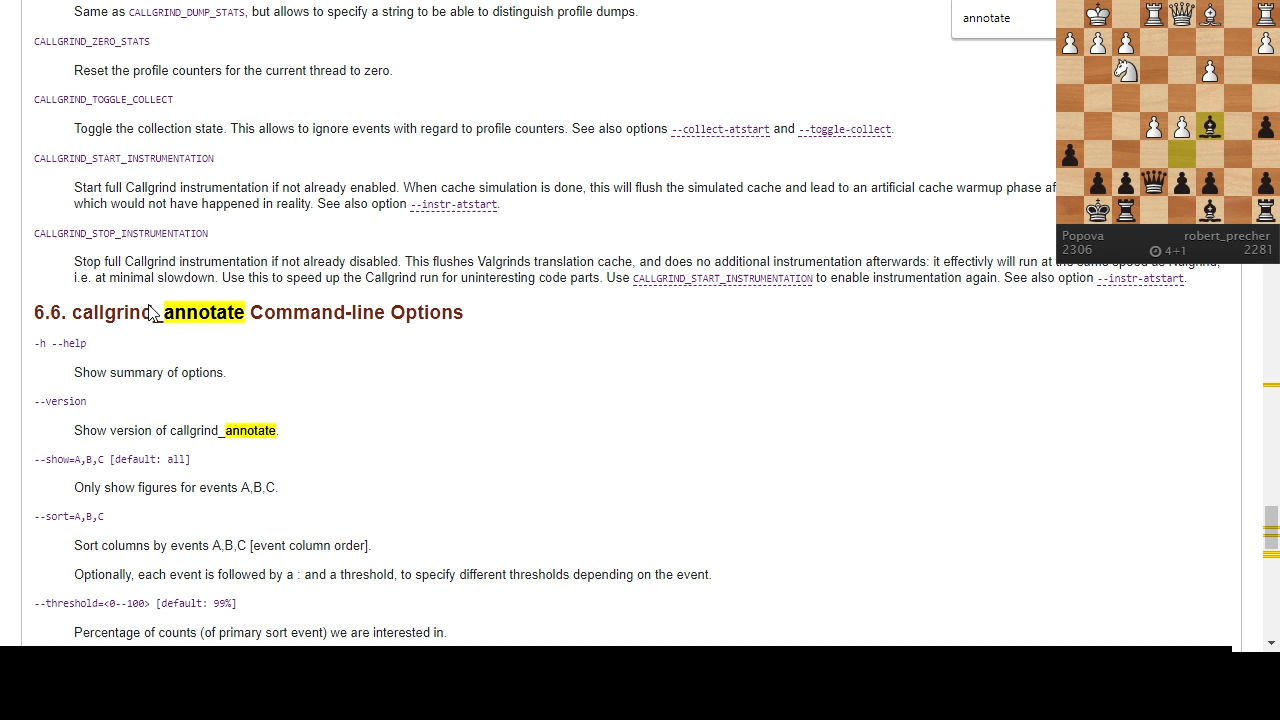 Same as CALLGRIND_DUMP_STATS, but allows to specify a string to be able to distinguish profile dumps.
annotate
CALLGRIND_ZERO_STATS
Reset the profile counters for the current thread to zero.
CALLGRIND_TOGGLE_COLLECT
Toggle the collection state. This allows to ignore events with regard to profile counters. See also options --collect-atstart and --toggle-collect.
CALLGRIND_START_INSTRUMENTATION
Start full Callgrind instrumentation if not already enabled. When cache simulation is done, this will flush the simulated cache and lead to an artificial cache warmup phase
which would not have happened in reality. See also option --instr-atstart.
CALLGRIND_STOP_INSTRUMENTATION
Popova
robert_precher
2306
4+1
2281
Stop full Callgrind instrumentation if not already disabled. This flushes Valgrinds translation cache, and does no additional instrumentation afterwards: it effectivly will run at the same speed as Nulgrind,
i.e. at minimal slowdown. Use this to speed up the Callgrind run for uninteresting code parts. Use CALLGRIND_START_INSTRUMENTATION to enable instrumentation again. See also option --instr-atstart.
6.6. callgrind_annotate Command-line Options
-h --help
Show summary of options.
--version
Show version of callgrind_annotate.
--show=A,B,C [default: all]
Only show figures for events A,B,C.
--sort=A,B,C
Sort columns by events A,B,C [event column order].
Optionally, each event is followed by a : and a threshold, to specify different thresholds depending on the event.
--threshold=<0--100> [default: 99%]
Percentage of counts (of primary sort event) we are interested in.